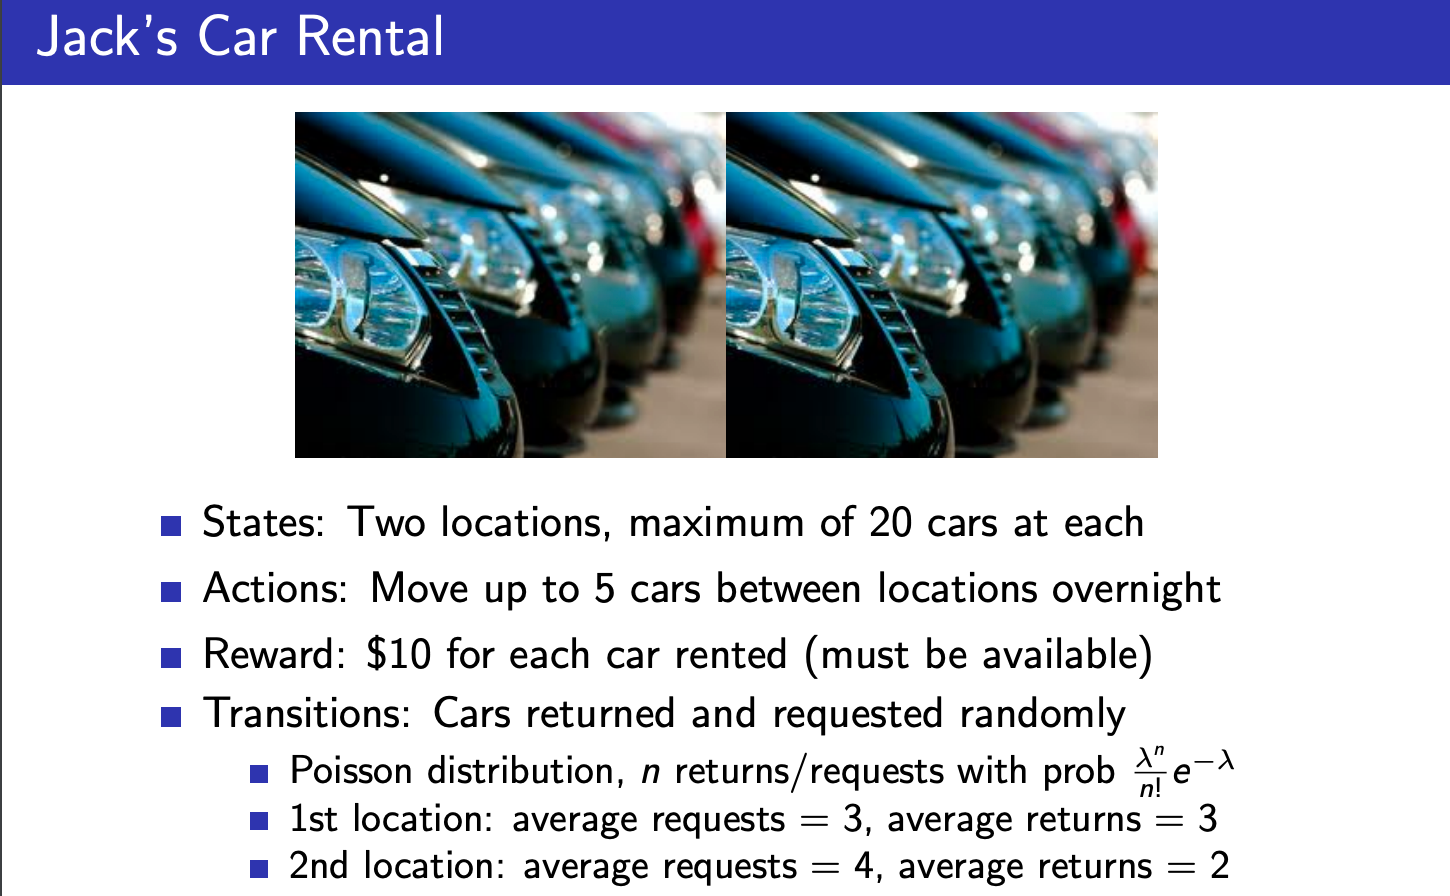 Jack's Car Rental
States: Two locations, maximum of 20 cars at each
Actions: Move up to 5 cars between locations overnight
Reward: $10 for each car rented (must be available)
Transitions: Cars returned and requested randomly
Poisson distribution, n returns/requests with prob λⁿ/n! e⁻λ
1st location: average requests = 3, average returns = 3
2nd location: average requests = 4, average returns = 2